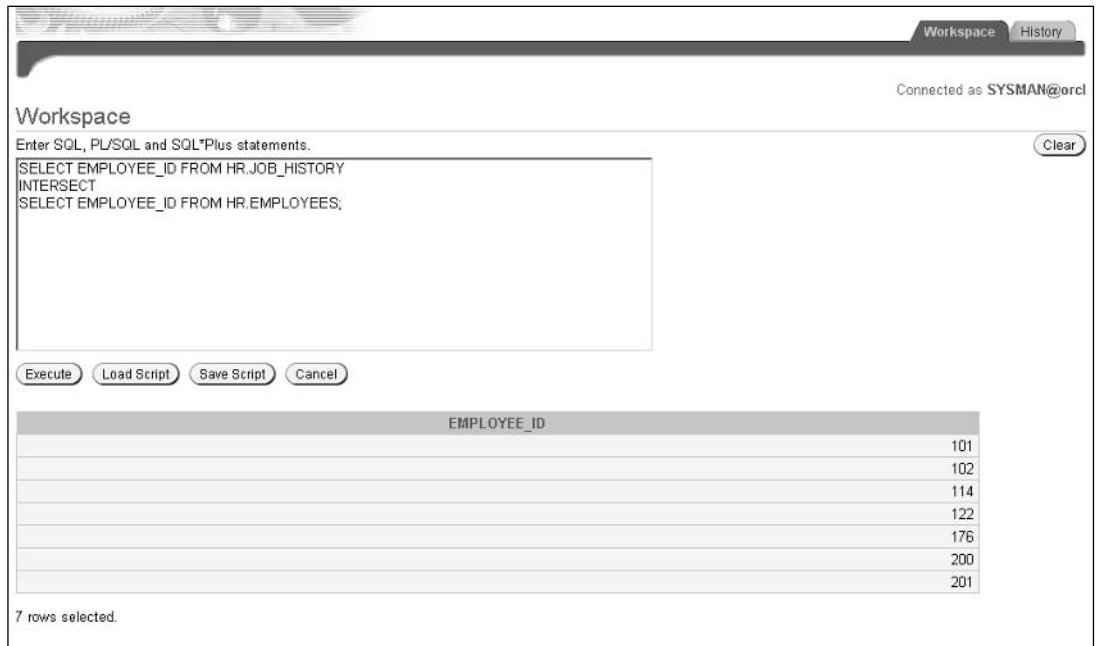 Workspace History
Connected as SYSMAN@orcl
Workspace
Enter SQL, PL/SQL and SQL*Plus statements. Clear
SELECT EMPLOYEE_ID FROM HR.JOB_HISTORY
INTERSECT
SELECT EMPLOYEE_ID FROM HR.EMPLOYEES;
Execute Load Script Save Script Cancel
EMPLOYEE_ID
101
102
114
122
176
200
201
7 rows selected.